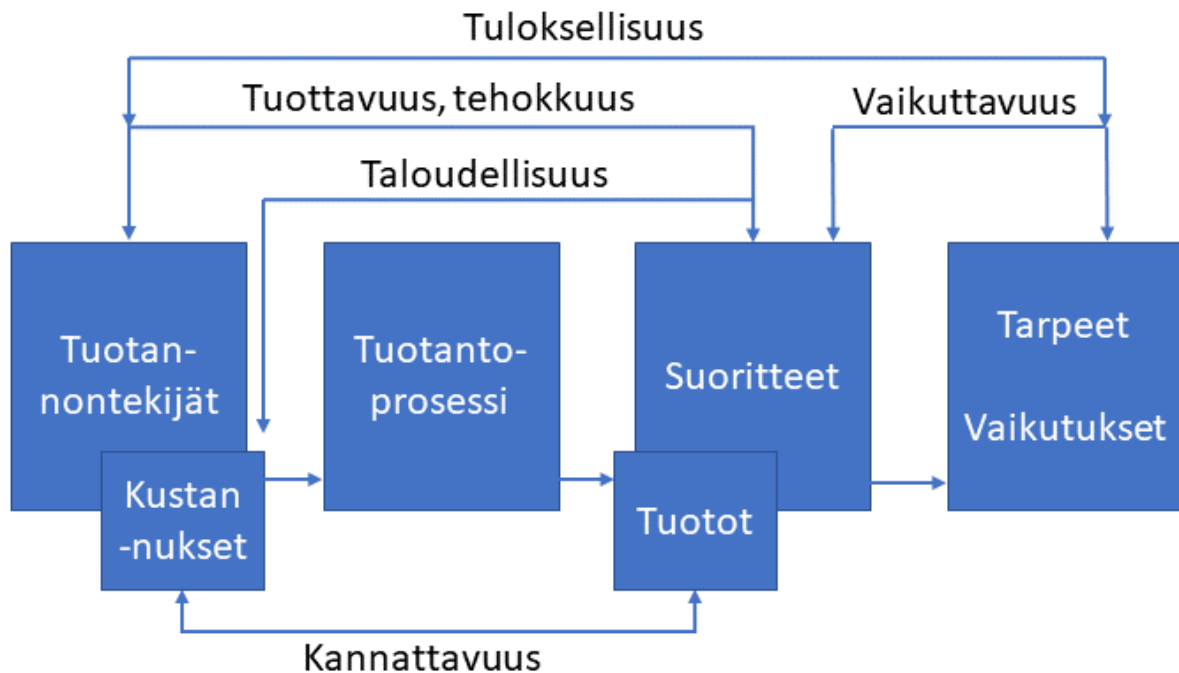 Tuloksellisuus
Tuottavuus, tehokkuus
Vaikuttavuus
Taloudellisuus
Tuotan-
nontekijät
Kustan
-nukset
Tuotanto-
prosessi
Suoritteet
Tuotot
Tarpeet
Vaikutukset
Kannattavuus